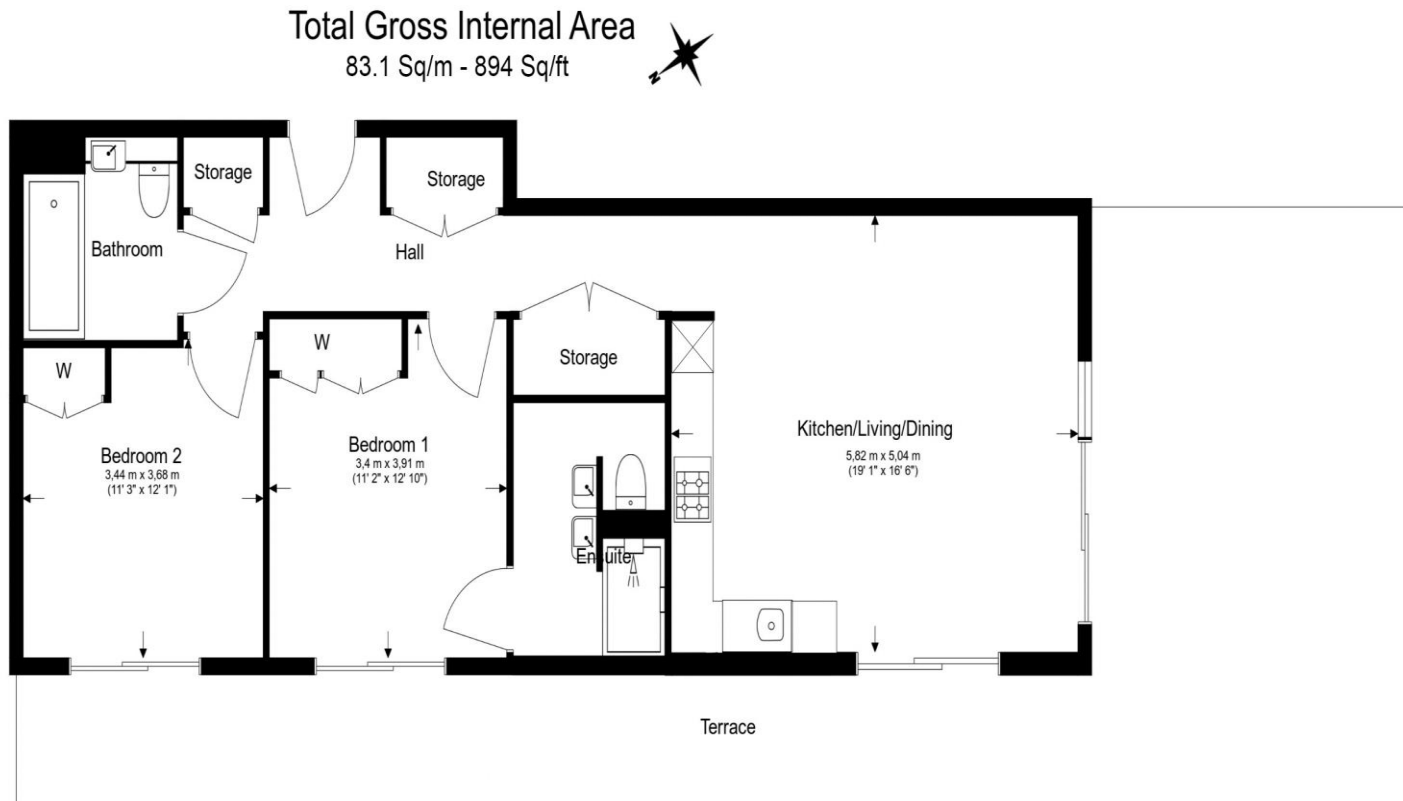 Total Gross Internal Area
83.1 Sq/m - 894 Sq/ft
N
Storage
Storage
Bathroom
Hall
W
W
Storage
Bedroom 2
3,44 m x 3,68 m
(11' 3" x 12' 1")
Bedroom 1
3,4 m x 3,91 m
(11' 2" x 12' 10")
Kitchen/Living/Dining
5,82 m x 5,04 m
(19' 1" x 16' 6")
Ensuite
Terrace